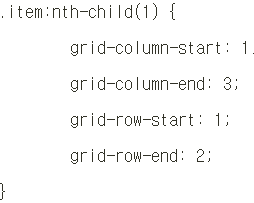 .item:nth-child(1) {
grid-column-start: 1.
grid-column-end: 3;
grid-row-start: 1;
grid-row-end: 2;
}